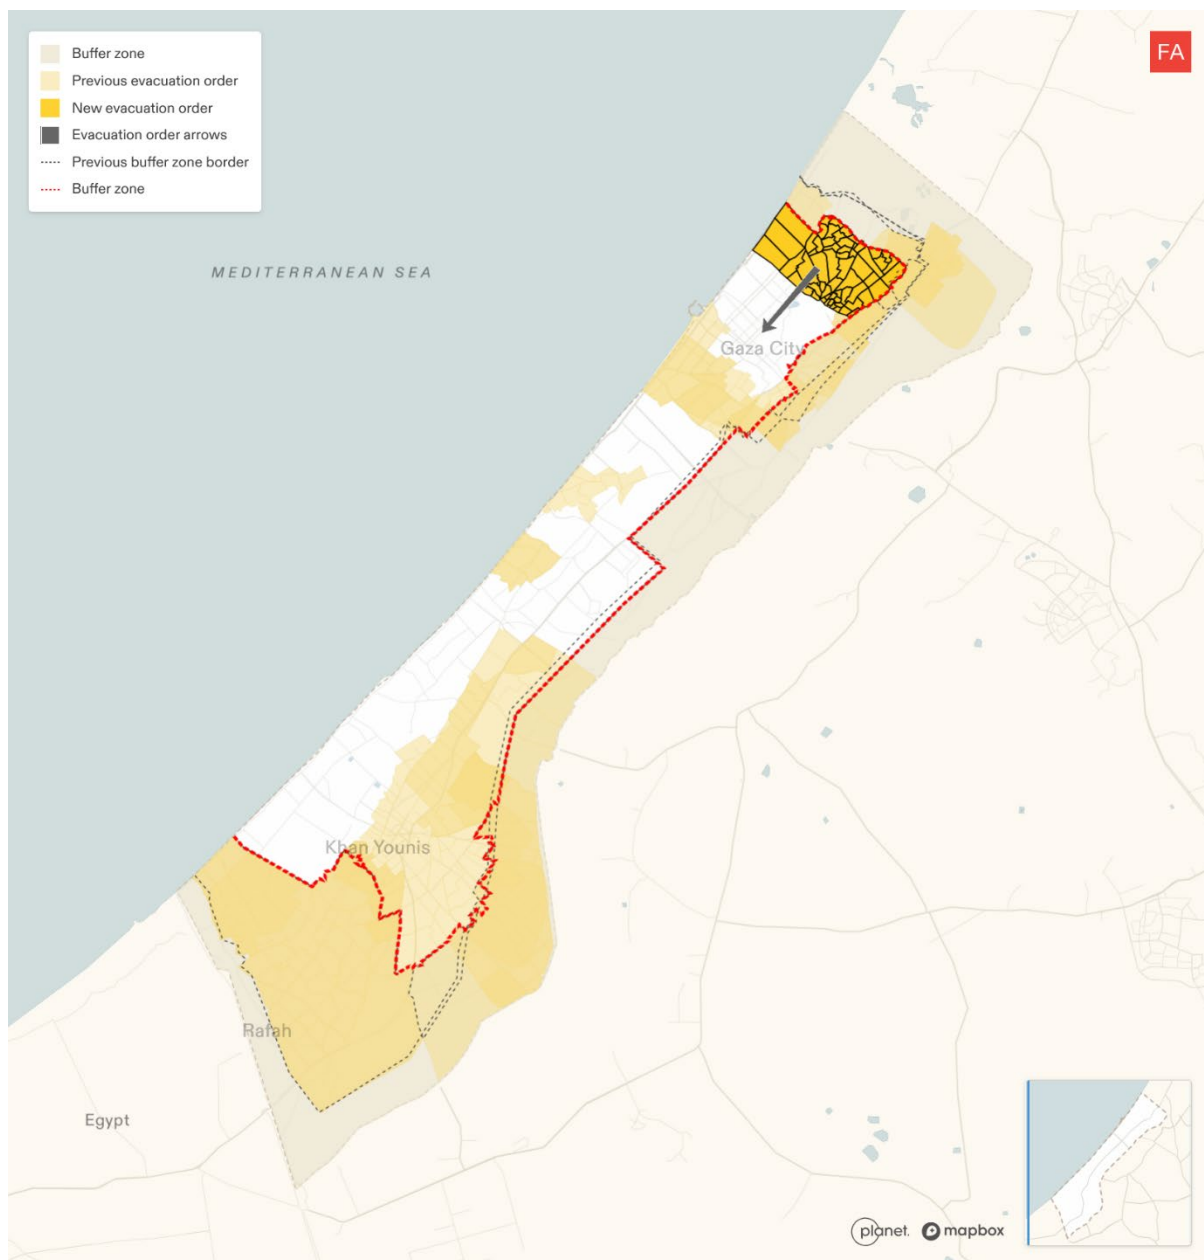 Buffer zone
Previous evacuation order
New evacuation order
Evacuation order arrows
Previous buffer zone border
Buffer zone
FA
MEDITERRANEAN SEA
Gaza City
Khan Younis
Rafah
Egypt
planet. mapbox